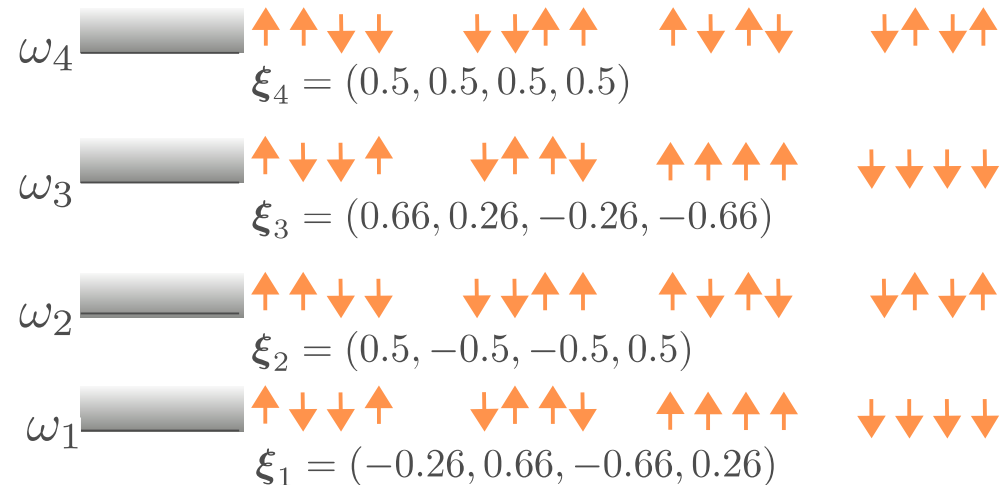 ω₄
ξ₄ = (0.5, 0.5, 0.5, 0.5)
ω₃
ξ₃ = (0.66, 0.26, −0.26, −0.66)
ω₂
ξ₂ = (0.5, −0.5, −0.5, 0.5)
ω₁
ξ₁ = (−0.26, 0.66, −0.66, 0.26)